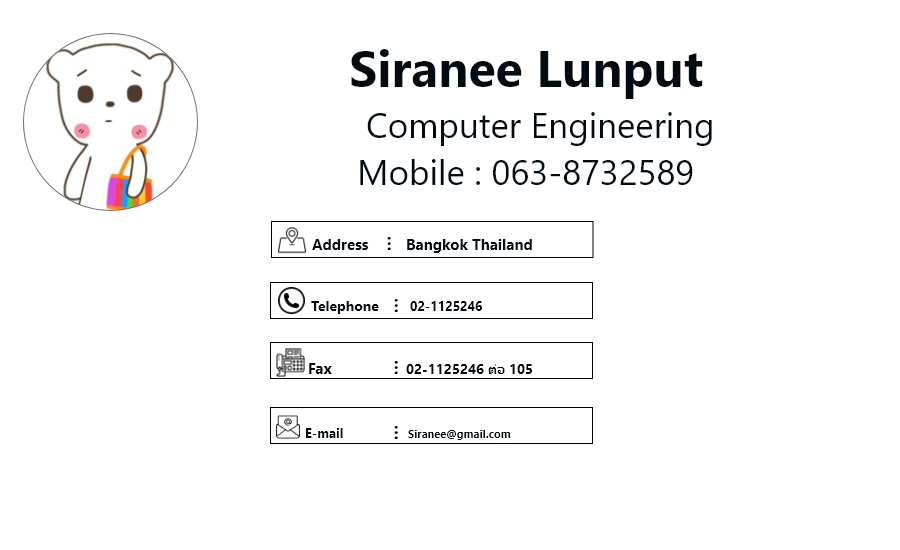 Siranee Lunput
Computer Engineering
Mobile : 063-8732589
Address : Bangkok Thailand
Telephone : 02-1125246
Fax : 02-1125246 ต่อ 105
E-mail : Siranee@gmail.com